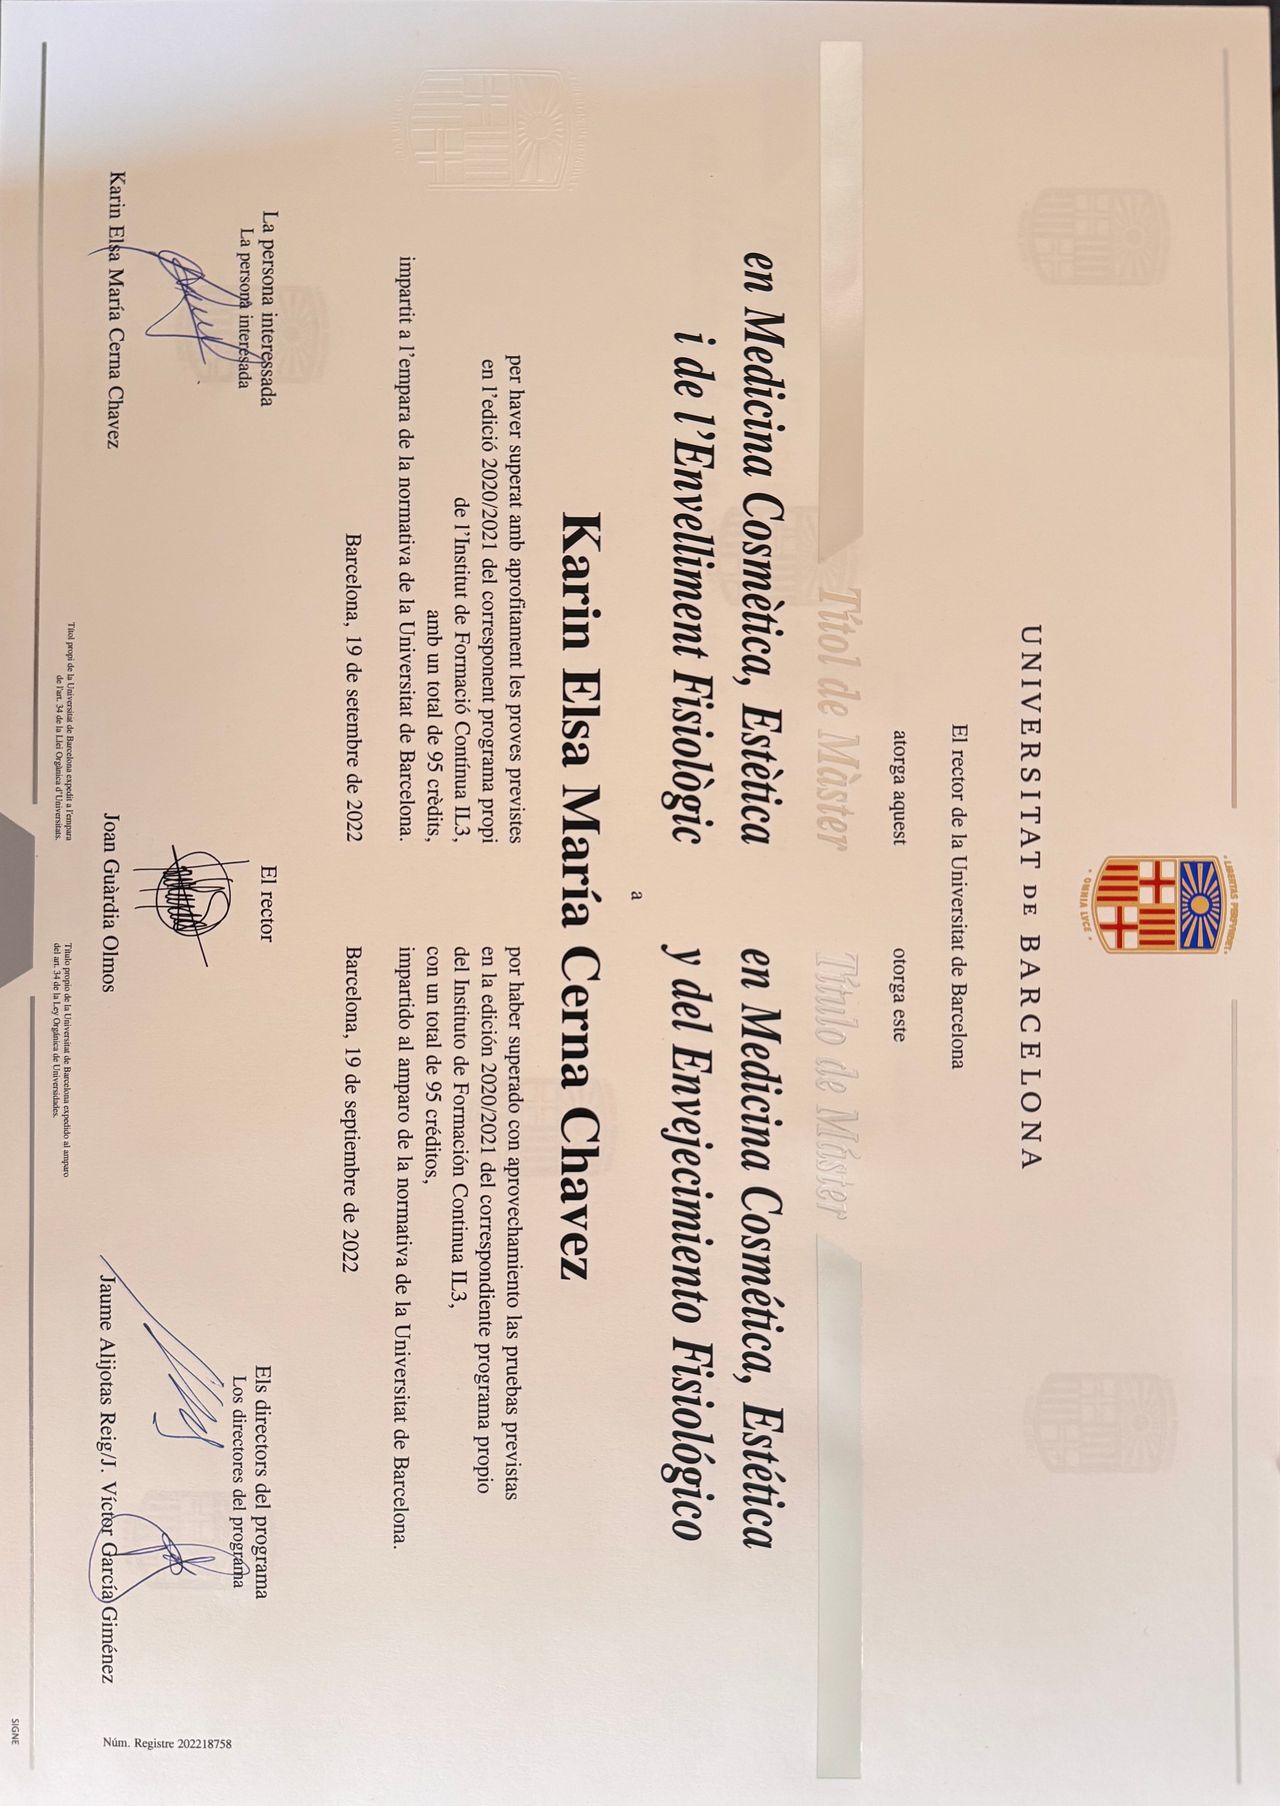 LIBERTAS PERFVNDET
OMNIA LVCE
UNIVERSITAT DE BARCELONA
El rector de la Universitat de Barcelona
atorga aquest
otorga este
Títol de Màster
Título de Máster
en Medicina Cosmètica, Estètica
i de l'Envelliment Fisiològic
en Medicina Cosmética, Estética
y del Envejecimiento Fisiológico
a
Karin Elsa María Cerna Chavez
per haver superat amb aprofitament les proves previstes
en l'edició 2020/2021 del corresponent programa propi
de l'Institut de Formació Contínua IL3,
amb un total de 95 crèdits,
impartit a l'empara de la normativa de la Universitat de Barcelona.
Barcelona, 19 de setembre de 2022
por haber superado con aprovechamiento las pruebas previstas
en la edición 2020/2021 del correspondiente programa propio
del Instituto de Formación Continua IL3,
con un total de 95 créditos,
impartido al amparo de la normativa de la Universitat de Barcelona.
Barcelona, 19 de septiembre de 2022
La persona interessada
La persona interesada
Karin Elsa María Cerna Chavez
El rector
Joan Guàrdia Olmos
Els directors del programa
Los directores del programa
Jaume Alijotas Reig/J. Víctor García Giménez
Títol propi de la Universitat de Barcelona expedit a l'empara
de l'art. 34 de la Llei Orgànica d'Universitats.
Título propio de la Universitat de Barcelona expedido al amparo
del art. 34 de la Ley Orgánica de Universidades.
Núm. Registre 202218758
SIGNE